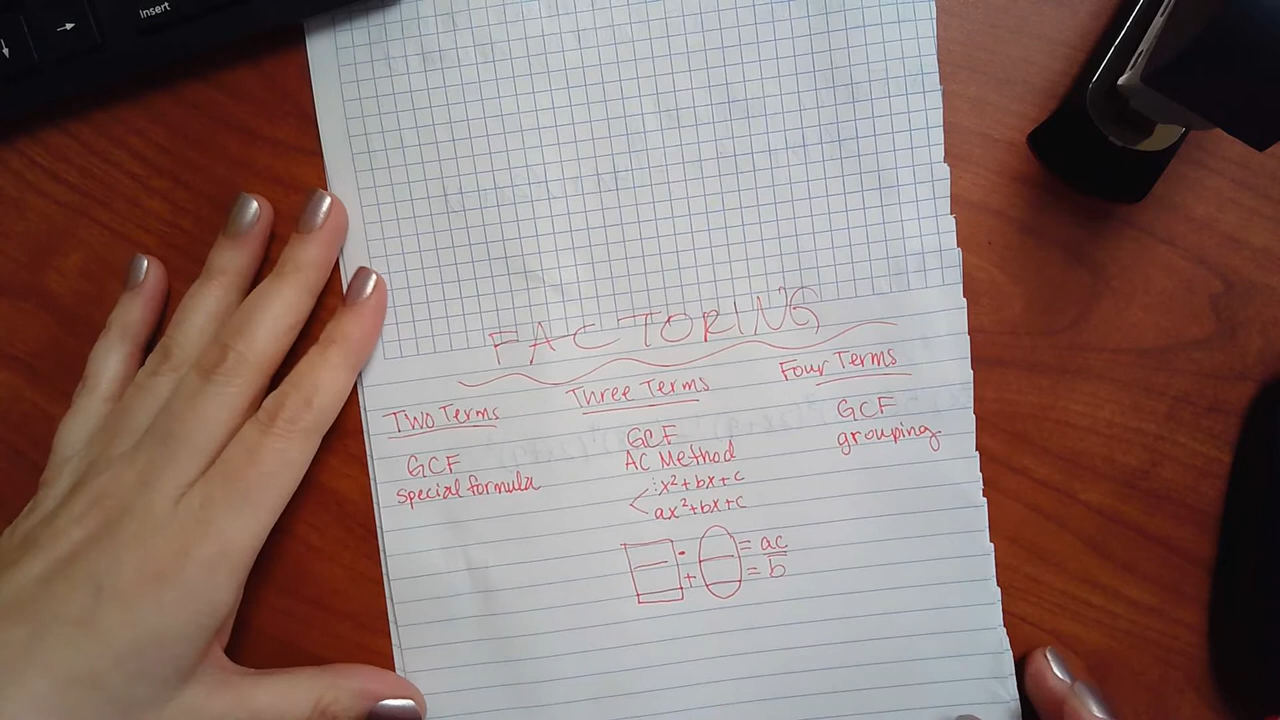 Insert
FACTORING
Two Terms
GCF
special formula
Three Terms
GCF
AC Method
x²+bx+c
ax²+bx+c
· = ac
+ = b
Four Terms
GCF
grouping